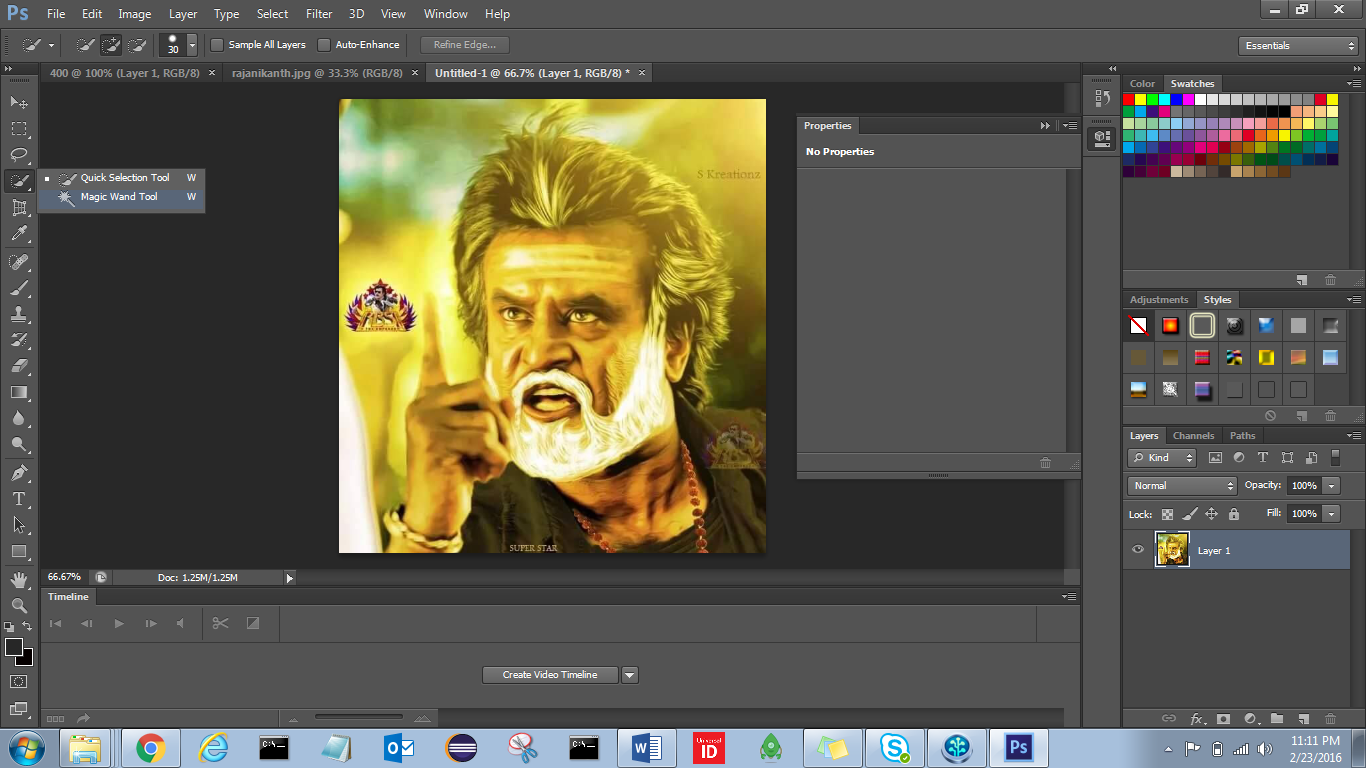 Ps File Edit Image Layer Type Select Filter 3D View Window Help
30 Sample All Layers Auto-Enhance Refine Edge... Essentials
400 @ 100% (Layer 1, RGB/8) × rajanikanth.jpg @ 33.3% (RGB/8) × Untitled-1 @ 66.7% (Layer 1, RGB/8) * ×
Color Swatches
Properties
No Properties
S Kreationz
Quick Selection Tool W
Magic Wand Tool W
Adjustments Styles
SUPER STAR
Layers Channels Paths
Kind
Normal Opacity: 100%
Lock: Fill: 100%
Layer 1
66.67% Doc: 1.25M/1.25M
Timeline
Create Video Timeline
C:\
C:\
Universal
ID
Ps
11:11 PM
2/23/2016